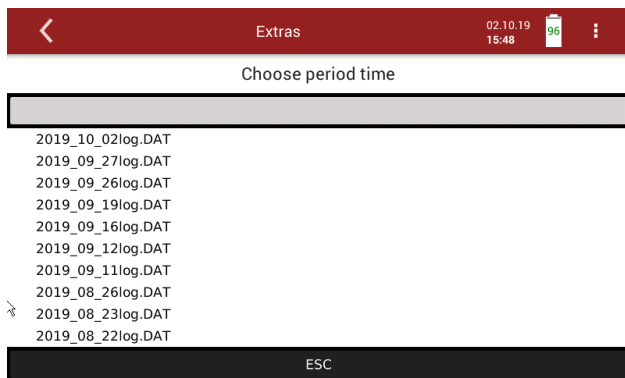 Extras
02.10.19
15:48
96
Choose period time
2019_10_02log.DAT
2019_09_27log.DAT
2019_09_26log.DAT
2019_09_19log.DAT
2019_09_16log.DAT
2019_09_12log.DAT
2019_09_11log.DAT
2019_08_26log.DAT
2019_08_23log.DAT
2019_08_22log.DAT
ESC